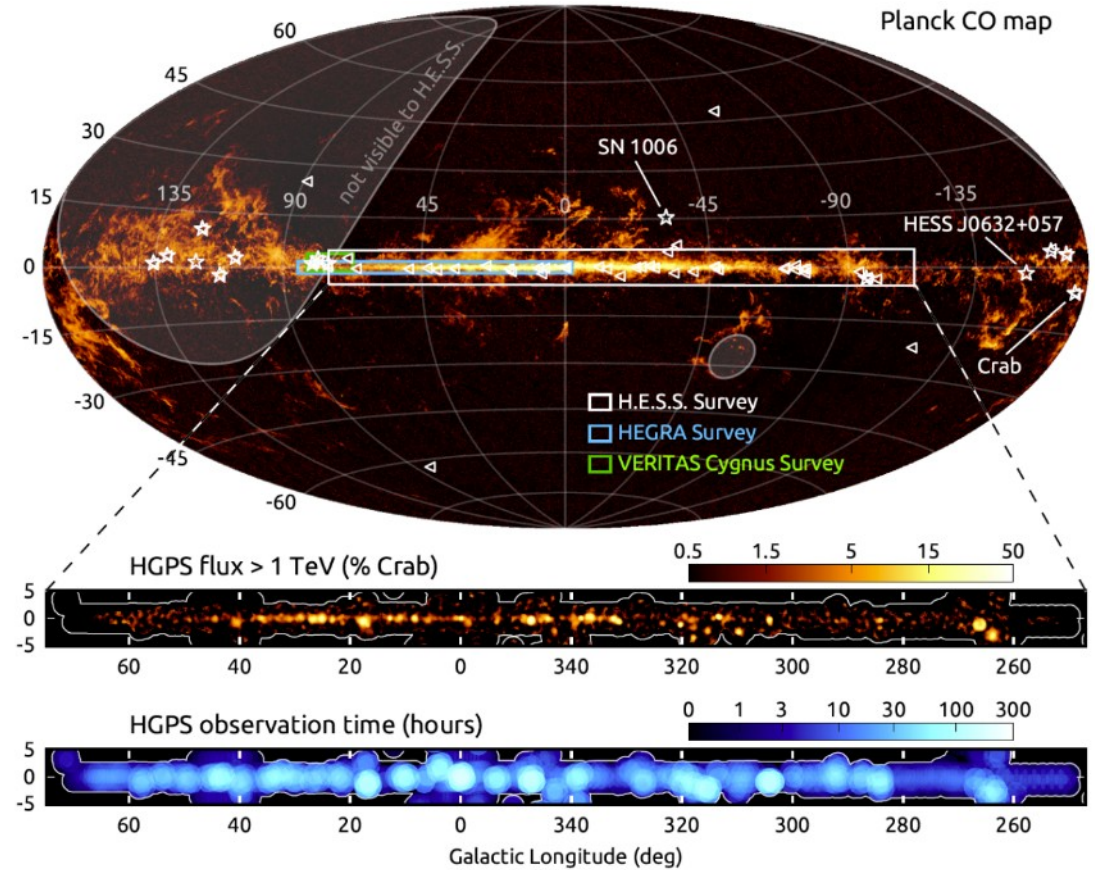 Planck CO map
60
45
30
15
0
-15
-30
-45
-60
not visible to H.E.S.S.
135
90
45
0
-45
-90
-135
SN 1006
HESS J0632+057
Crab
H.E.S.S. Survey
HEGRA Survey
VERITAS Cygnus Survey
HGPS flux > 1 TeV (% Crab)
0.5 1.5 5 15 50
5
0
-5
60 40 20 0 340 320 300 280 260
HGPS observation time (hours)
0 1 3 10 30 100 300
5
0
-5
60 40 20 0 340 320 300 280 260
Galactic Longitude (deg)